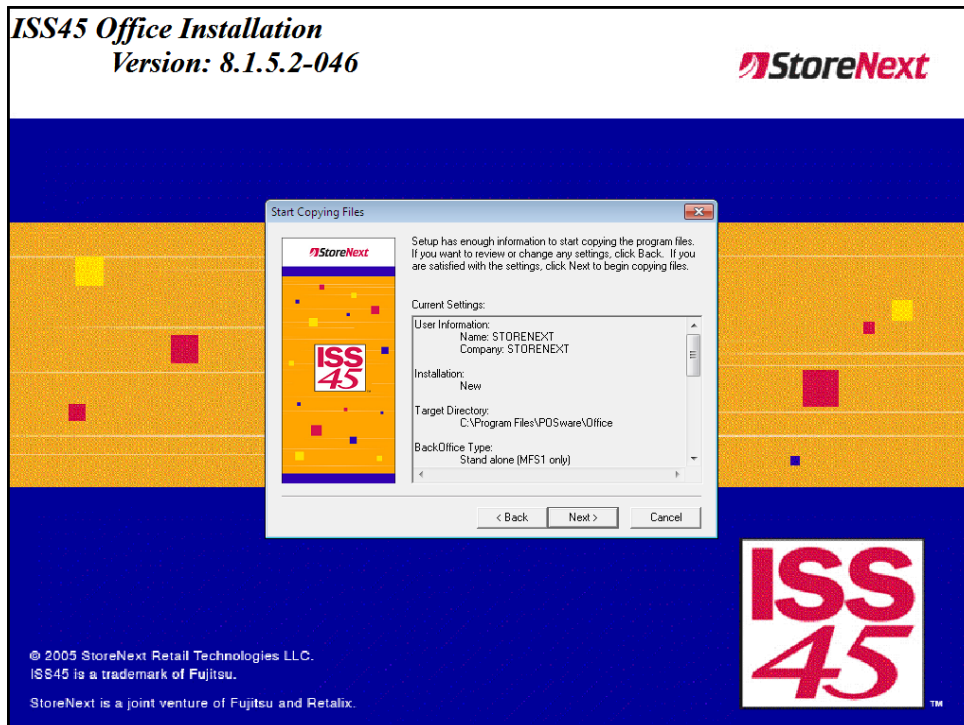 ISS45 Office Installation
Version: 8.1.5.2-046
StoreNext
Start Copying Files
StoreNext
ISS
45
Setup has enough information to start copying the program files.
If you want to review or change any settings, click Back. If you
are satisfied with the settings, click Next to begin copying files.
Current Settings:
User Information:
Name: STORENEXT
Company: STORENEXT
Installation:
New
Target Directory:
C:\Program Files\POSware\Office
BackOffice Type:
Stand alone (MFS1 only)
< Back
Next >
Cancel
ISS
45
TM
© 2005 StoreNext Retail Technologies LLC.
ISS45 is a trademark of Fujitsu.
StoreNext is a joint venture of Fujitsu and Retalix.